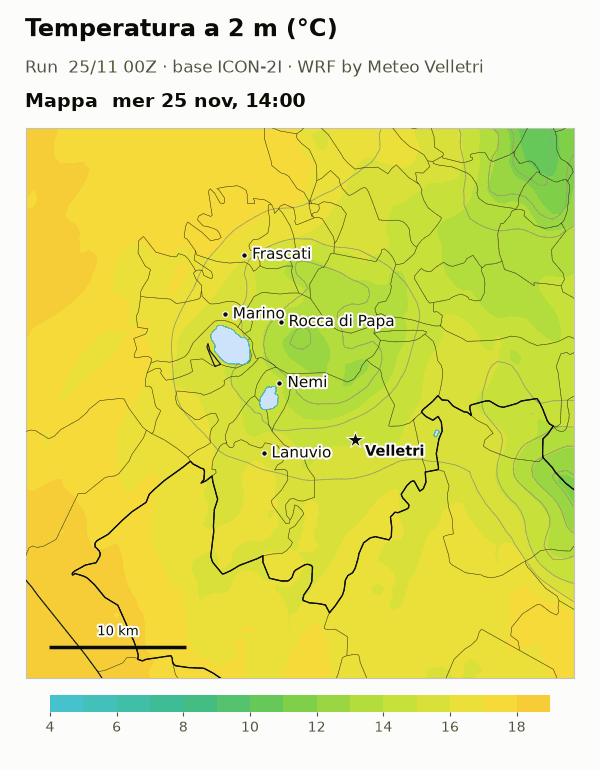 Temperatura a 2 m (°C)
Run  25/11 00Z · base ICON-2I · WRF by Meteo Velletri
Mappa  mer 25 nov, 14:00
Frascati
Marino
Rocca di Papa
Nemi
Lanuvio
Velletri
10 km
4 6 8 10 12 14 16 18